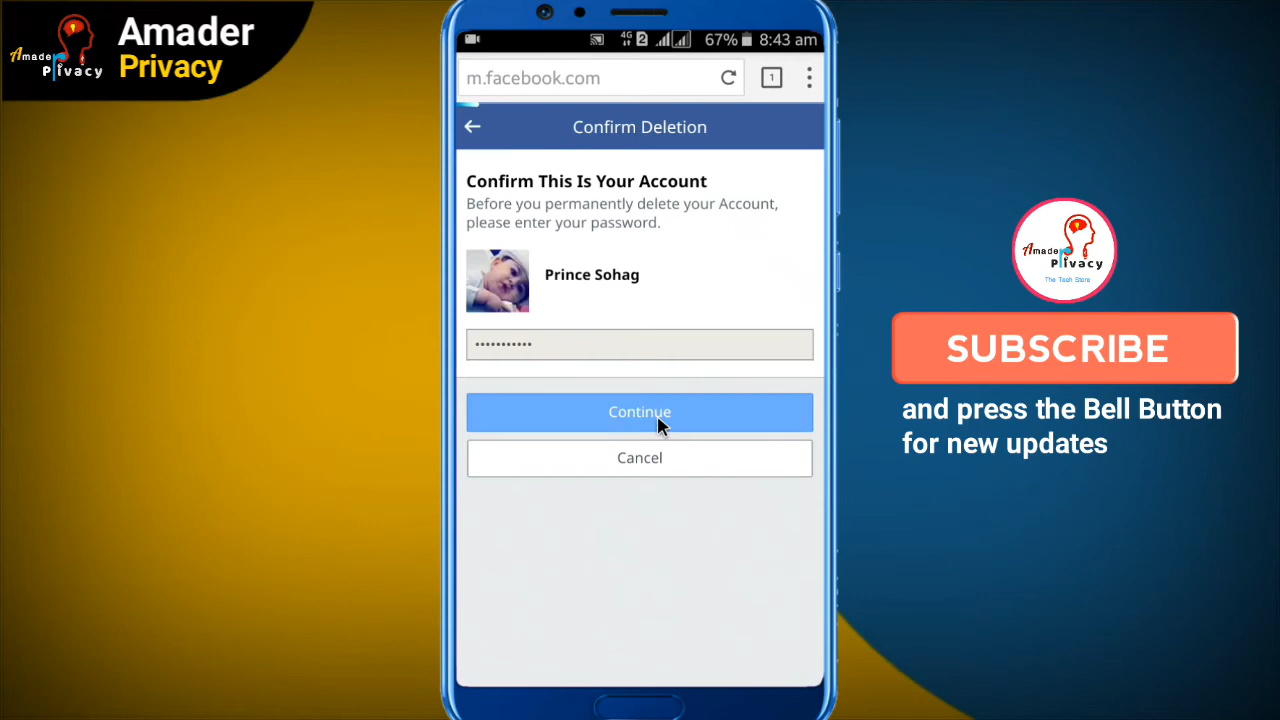 Amader
Privacy
Amader
Privacy
4G 2 67% 8:43 am
m.facebook.com 1
Confirm Deletion
Confirm This Is Your Account
Before you permanently delete your Account,
please enter your password.
Prince Sohag
•••••••••••
Continue
Cancel
Amader
Privacy
The Tech Store
SUBSCRIBE
and press the Bell Button
for new updates